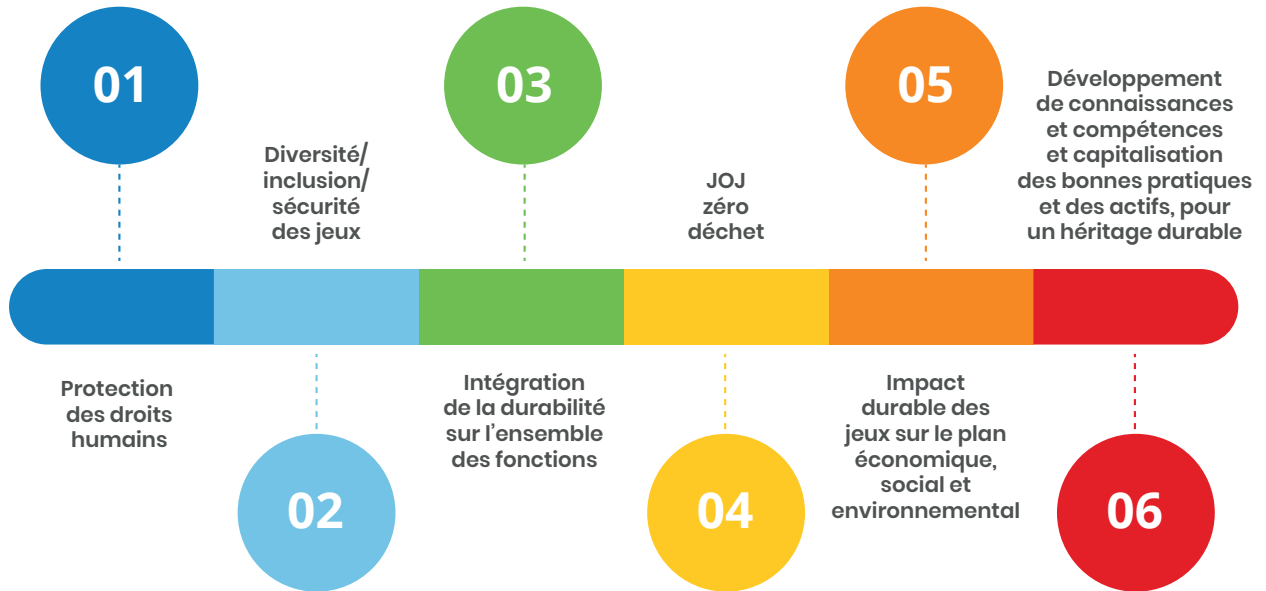 01
Protection
des droits
humains
Diversité/
inclusion/
sécurité
des jeux
02
03
Intégration
de la durabilité
sur l’ensemble
des fonctions
JOJ
zéro
déchet
04
05
Impact
durable des
jeux sur le plan
économique,
social et
environnemental
Développement
de connaissances
et compétences
et capitalisation
des bonnes pratiques
et des actifs, pour
un héritage durable
06